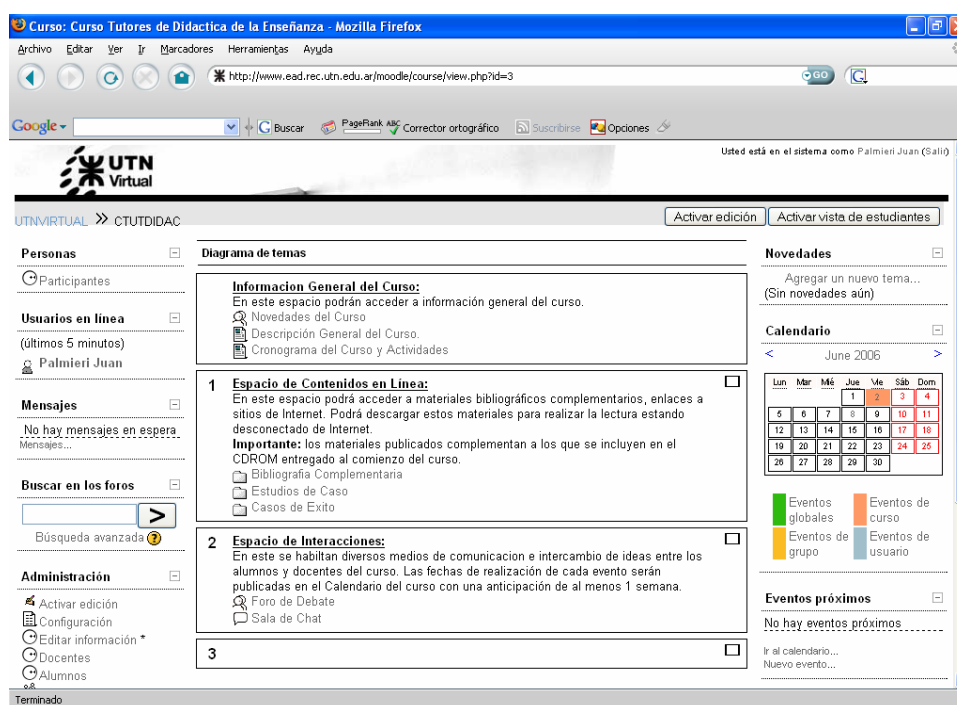 Curso: Curso Tutores de Didactica de la Enseñanza - Mozilla Firefox
Archivo Editar Ver Ir Marcadores Herramientas Ayuda
http://www.ead.rec.utn.edu.ar/moodle/course/view.php?id=3
GO
G
Google
Buscar
PageRank
ABC Corrector ortográfico
Suscribirse
Opciones
UTN
Virtual
Usted está en el sistema como Palmieri Juan (Salir)
UTNVIRTUAL » CTUTDIDAC
Activar edición
Activar vista de estudiantes
Personas
Participantes
Usuarios en línea
(últimos 5 minutos)
Palmieri Juan
Mensajes
No hay mensajes en espera
Mensajes...
Buscar en los foros
>
Búsqueda avanzada ?
Administración
Activar edición
Configuración
Editar información *
Docentes
Alumnos
Diagrama de temas
Informacion General del Curso:
En este espacio podrán acceder a información general del curso.
Novedades del Curso
Descripción General del Curso.
Cronograma del Curso y Actividades
1 Espacio de Contenidos en Línea:
En este espacio podrá acceder a materiales bibliográficos complementarios, enlaces a
sitios de Internet. Podrá descargar estos materiales para realizar la lectura estando
desconectado de Internet.
Importante: los materiales publicados complementan a los que se incluyen en el
CDROM entregado al comienzo del curso.
Bibliografia Complementaria
Estudios de Caso
Casos de Exito
2 Espacio de Interacciones:
En este se habiltan diversos medios de comunicacion e intercambio de ideas entre los
alumnos y docentes del curso. Las fechas de realización de cada evento serán
publicadas en el Calendario del curso con una anticipación de al menos 1 semana.
Foro de Debate
Sala de Chat
3
Novedades
Agregar un nuevo tema...
(Sin novedades aún)
Calendario
< June 2006 >
Lun Mar Mié Jue Vie Sáb Dom
1 2 3 4
5 6 7 8 9 10 11
12 13 14 15 16 17 18
19 20 21 22 23 24 25
26 27 28 29 30
Eventos globales
Eventos de curso
Eventos de grupo
Eventos de usuario
Eventos próximos
No hay eventos próximos
Ir al calendario...
Nuevo evento...
Terminado